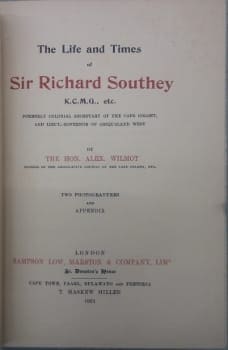 The Life and Times
of
Sir Richard Southey
K.C.M.G., etc.
FORMERLY COLONIAL SECRETARY OF THE CAPE COLONY,
AND LIEUT.-GOVERNOR OF GRIQUALAND WEST
BY
THE HON. ALEX. WILMOT
MEMBER OF THE LEGISLATIVE COUNCIL OF THE CAPE COLONY, ETC.
TWO PHOTOGRAVURES
AND
APPENDIX
LONDON
SAMPSON LOW, MARSTON & COMPANY, LIMD
St. Dunstan's House
CAPE TOWN, PAARL, BULAWAYO AND PRETORIA
T. MASKEW MILLER